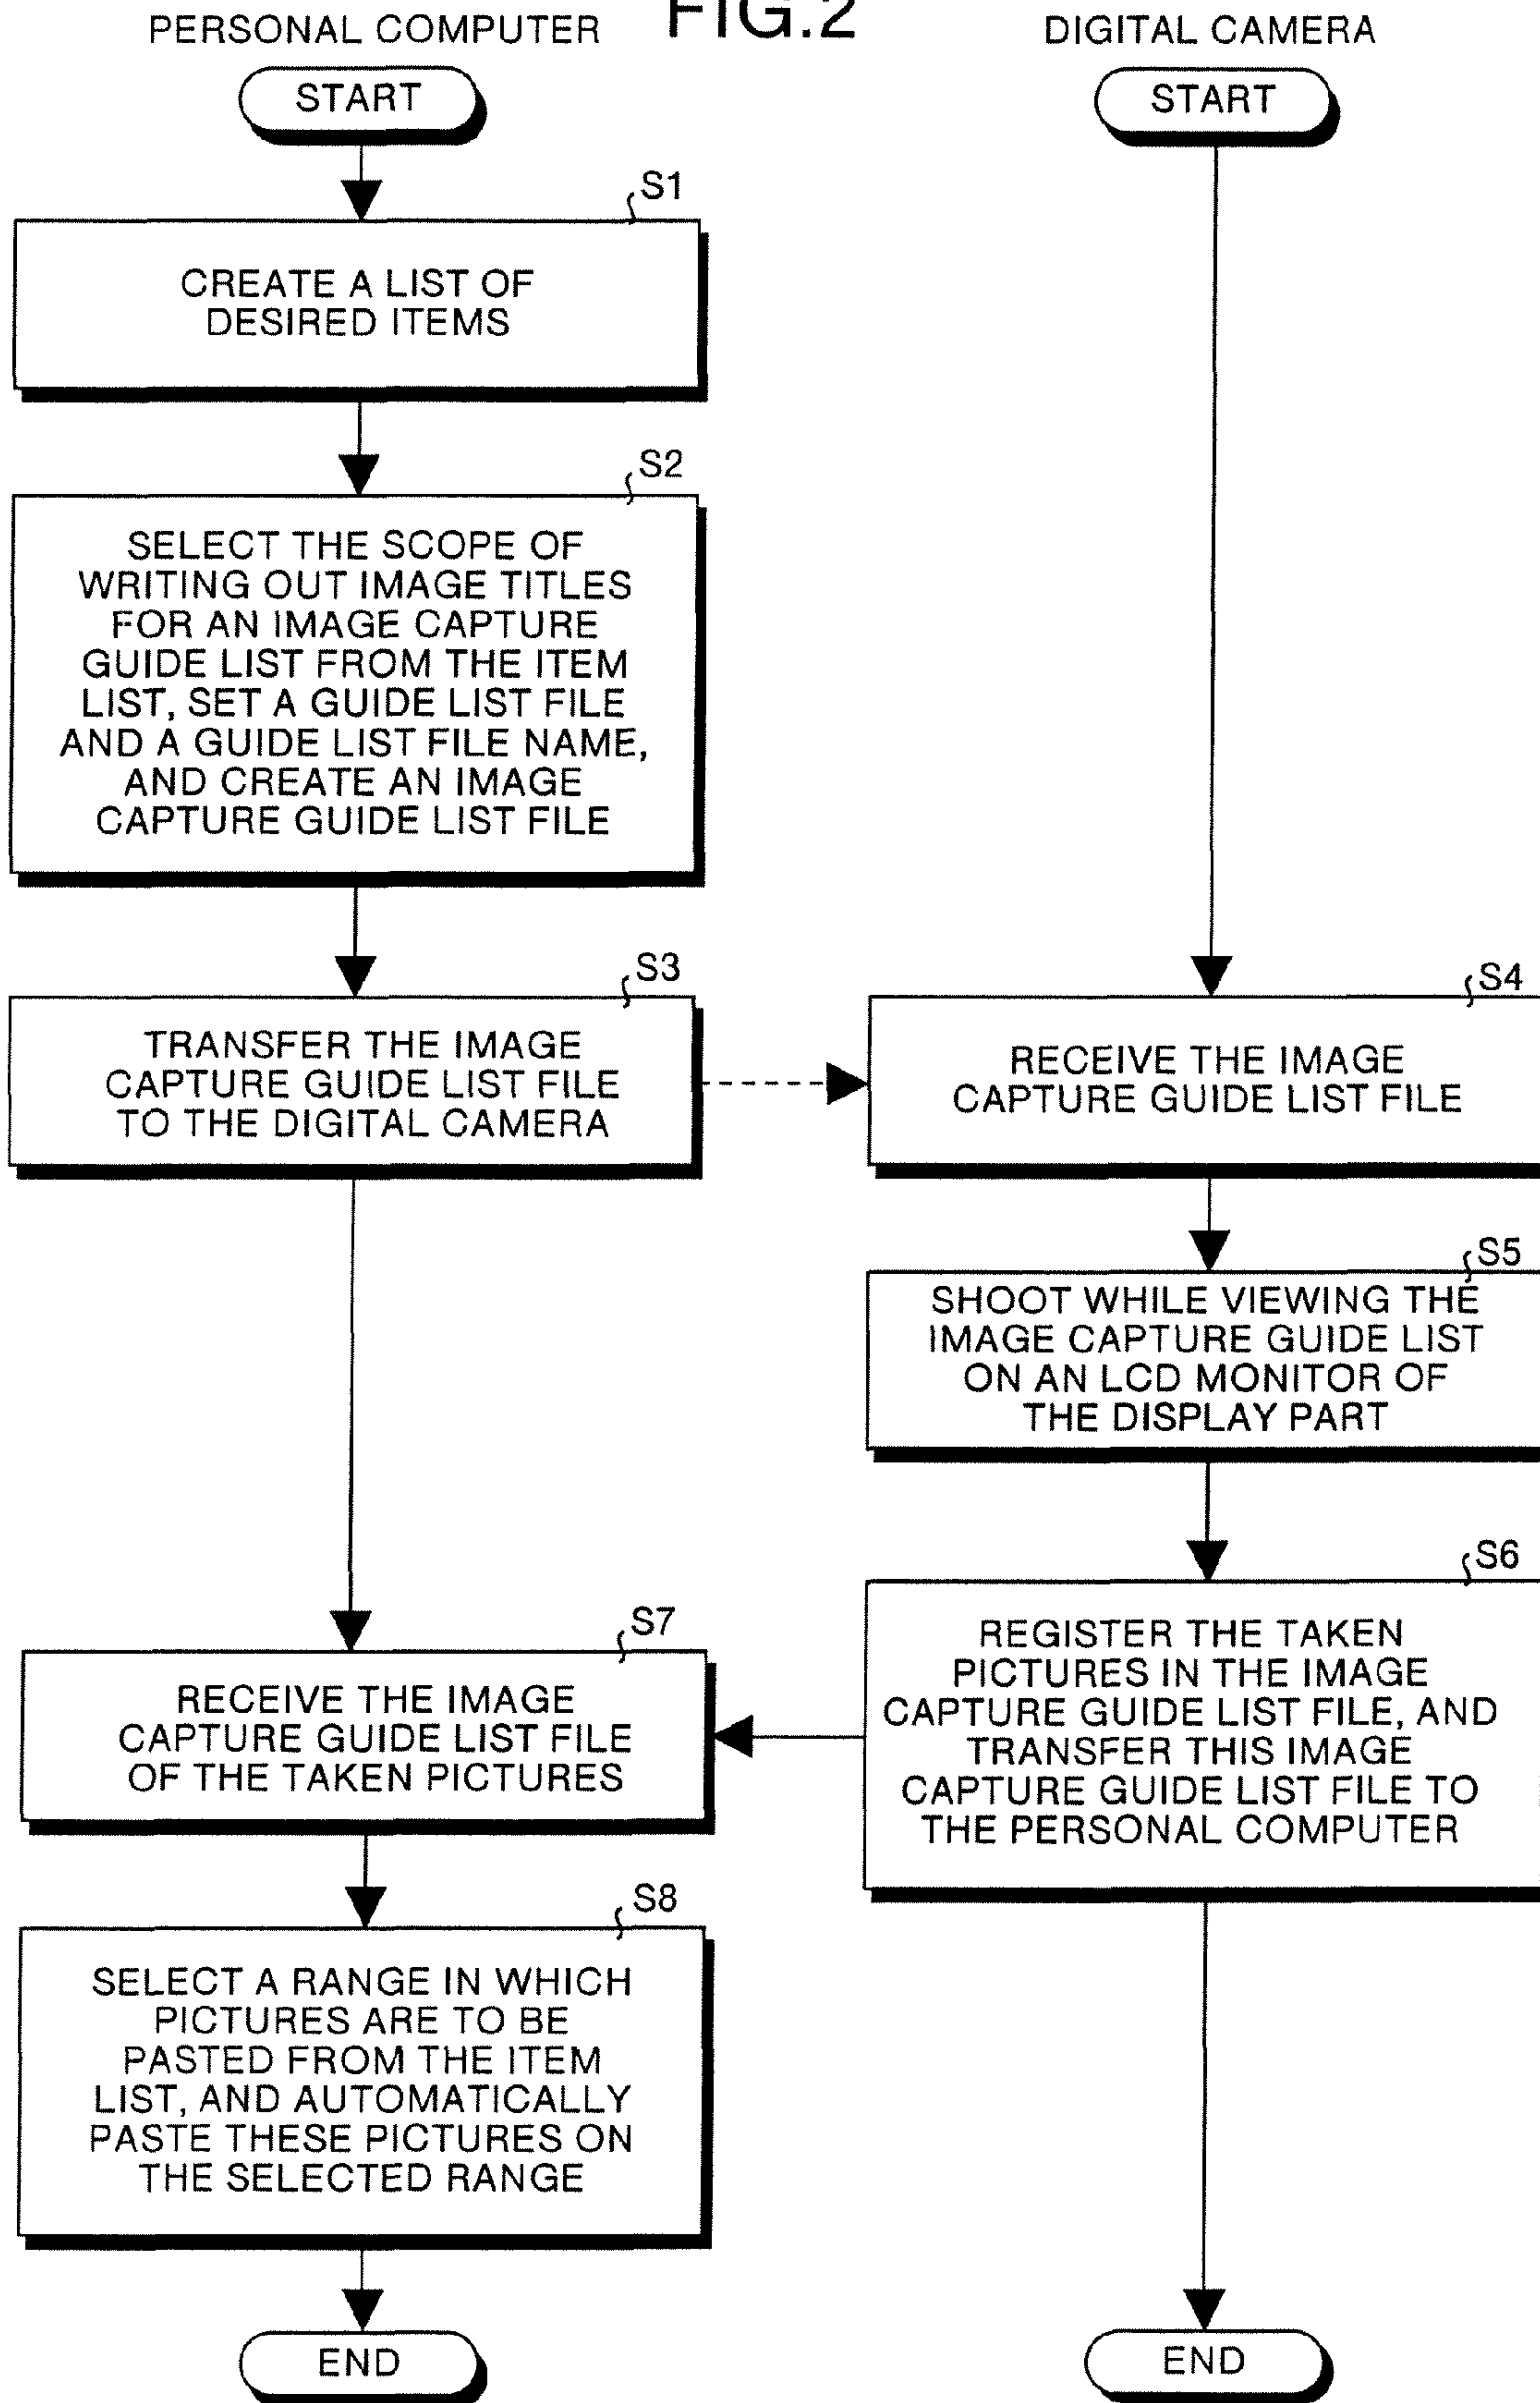 FIG.2
PERSONAL COMPUTER
DIGITAL CAMERA
START
START
S1
CREATE A LIST OF
DESIRED ITEMS
S2
SELECT THE SCOPE OF
WRITING OUT IMAGE TITLES
FOR AN IMAGE CAPTURE
GUIDE LIST FROM THE ITEM
LIST, SET A GUIDE LIST FILE
AND A GUIDE LIST FILE NAME,
AND CREATE AN IMAGE
CAPTURE GUIDE LIST FILE
S3
TRANSFER THE IMAGE
CAPTURE GUIDE LIST FILE
TO THE DIGITAL CAMERA
S4
RECEIVE THE IMAGE
CAPTURE GUIDE LIST FILE
S5
SHOOT WHILE VIEWING THE
IMAGE CAPTURE GUIDE LIST
ON AN LCD MONITOR OF
THE DISPLAY PART
S6
REGISTER THE TAKEN
PICTURES IN THE IMAGE
CAPTURE GUIDE LIST FILE, AND
TRANSFER THIS IMAGE
CAPTURE GUIDE LIST FILE TO
THE PERSONAL COMPUTER
S7
RECEIVE THE IMAGE
CAPTURE GUIDE LIST FILE
OF THE TAKEN PICTURES
S8
SELECT A RANGE IN WHICH
PICTURES ARE TO BE
PASTED FROM THE ITEM
LIST, AND AUTOMATICALLY
PASTE THESE PICTURES ON
THE SELECTED RANGE
END
END